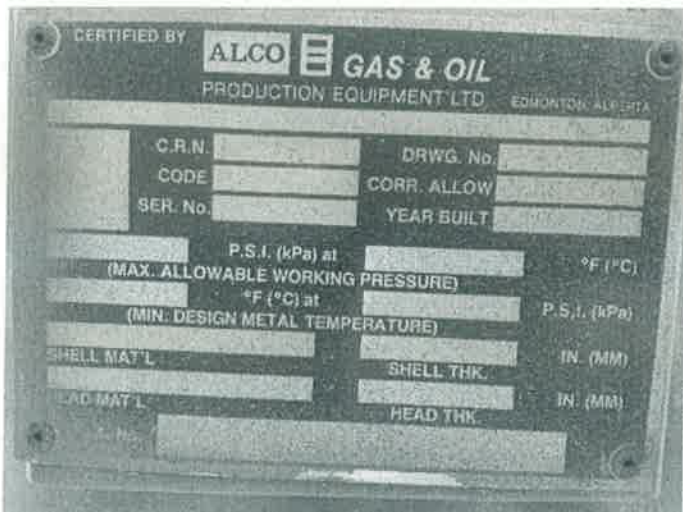 CERTIFIED BY ALCO GAS & OIL
PRODUCTION EQUIPMENT LTD EDMONTON, ALBERTA
C.R.N. DRWG. No.
CODE CORR. ALLOW
SER. No. YEAR BUILT
P.S.I. (kPa) at °F (°C)
(MAX. ALLOWABLE WORKING PRESSURE)
°F (°C) at P.S.I. (kPa)
(MIN. DESIGN METAL TEMPERATURE)
IN. (MM)
SHELL MAT'L SHELL THK.
IN. (MM)
EAD MAT'L HEAD THK.